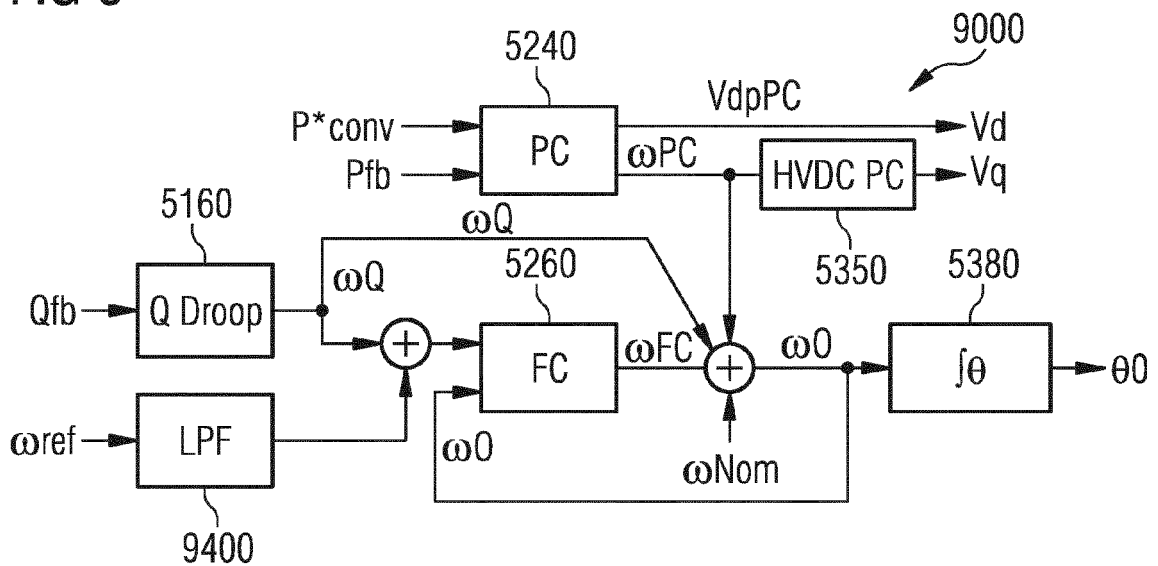 5240
9000
P*conv
Pfb
PC
VdpPC
Vd
ωPC
HVDC PC
Vq
5160
ωQ
5350
5380
5260
Qfb
Q Droop
ωQ
+
FC
ωFC
+
ω0
∫θ
θ0
ωref
LPF
ω0
ωNom
9400